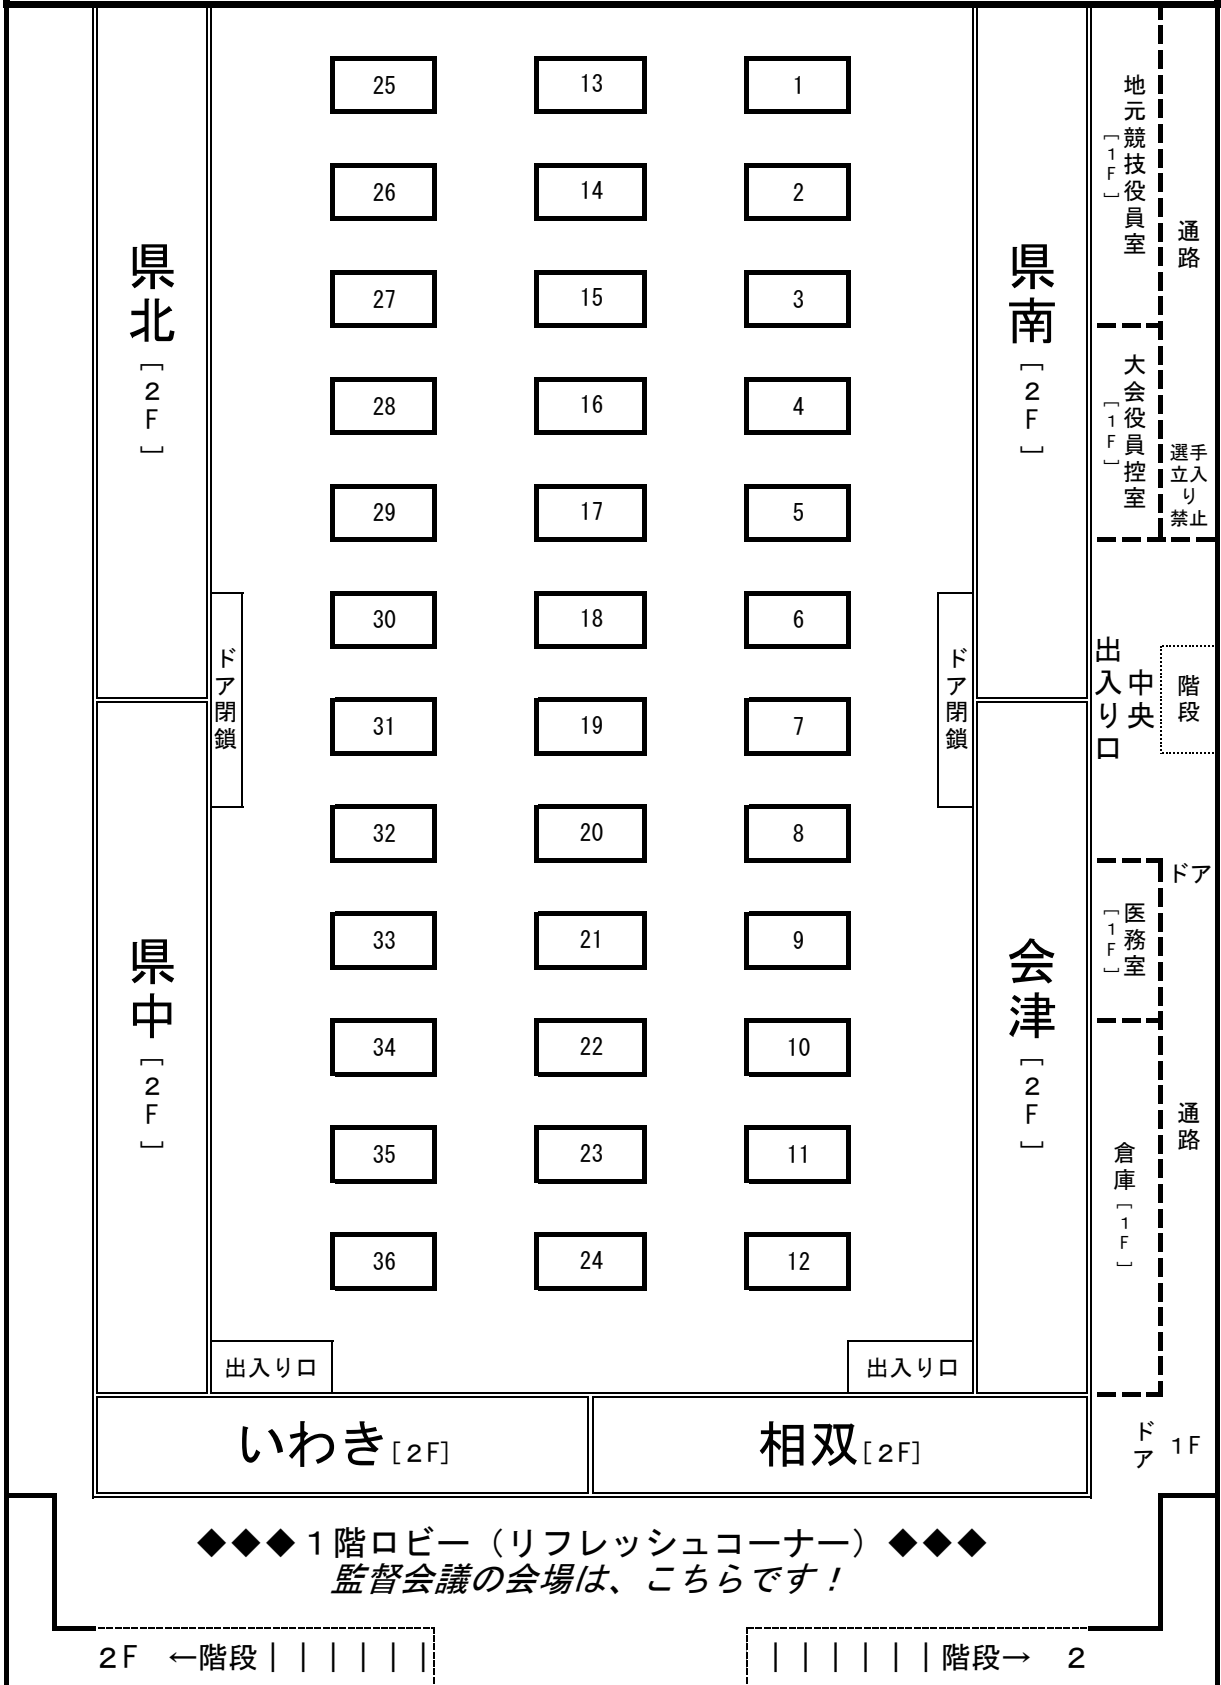 25 13 1
26 14 2
27 15 3
28 16 4
29 17 5
30 18 6
31 19 7
32 20 8
33 21 9
34 22 10
35 23 11
36 24 12
県北［２Ｆ］
県中［２Ｆ］
県南［２Ｆ］
会津［２Ｆ］
ドア閉鎖
ドア閉鎖
地元競技役員室
［１Ｆ］
通路
大会役員控室
［１Ｆ］
選手
立入
り
禁止
中央
出入り口
階段
ドア
医務室
［１Ｆ］
倉庫［１Ｆ］
通路
出入り口
出入り口
いわき［２Ｆ］
相双［２Ｆ］
ドア
１Ｆ
◆◆◆１階ロビー（リフレッシュコーナー）◆◆◆
監督会議の会場は、こちらです！
２Ｆ　←階段｜｜｜｜｜｜
｜｜｜｜｜｜階段→　２